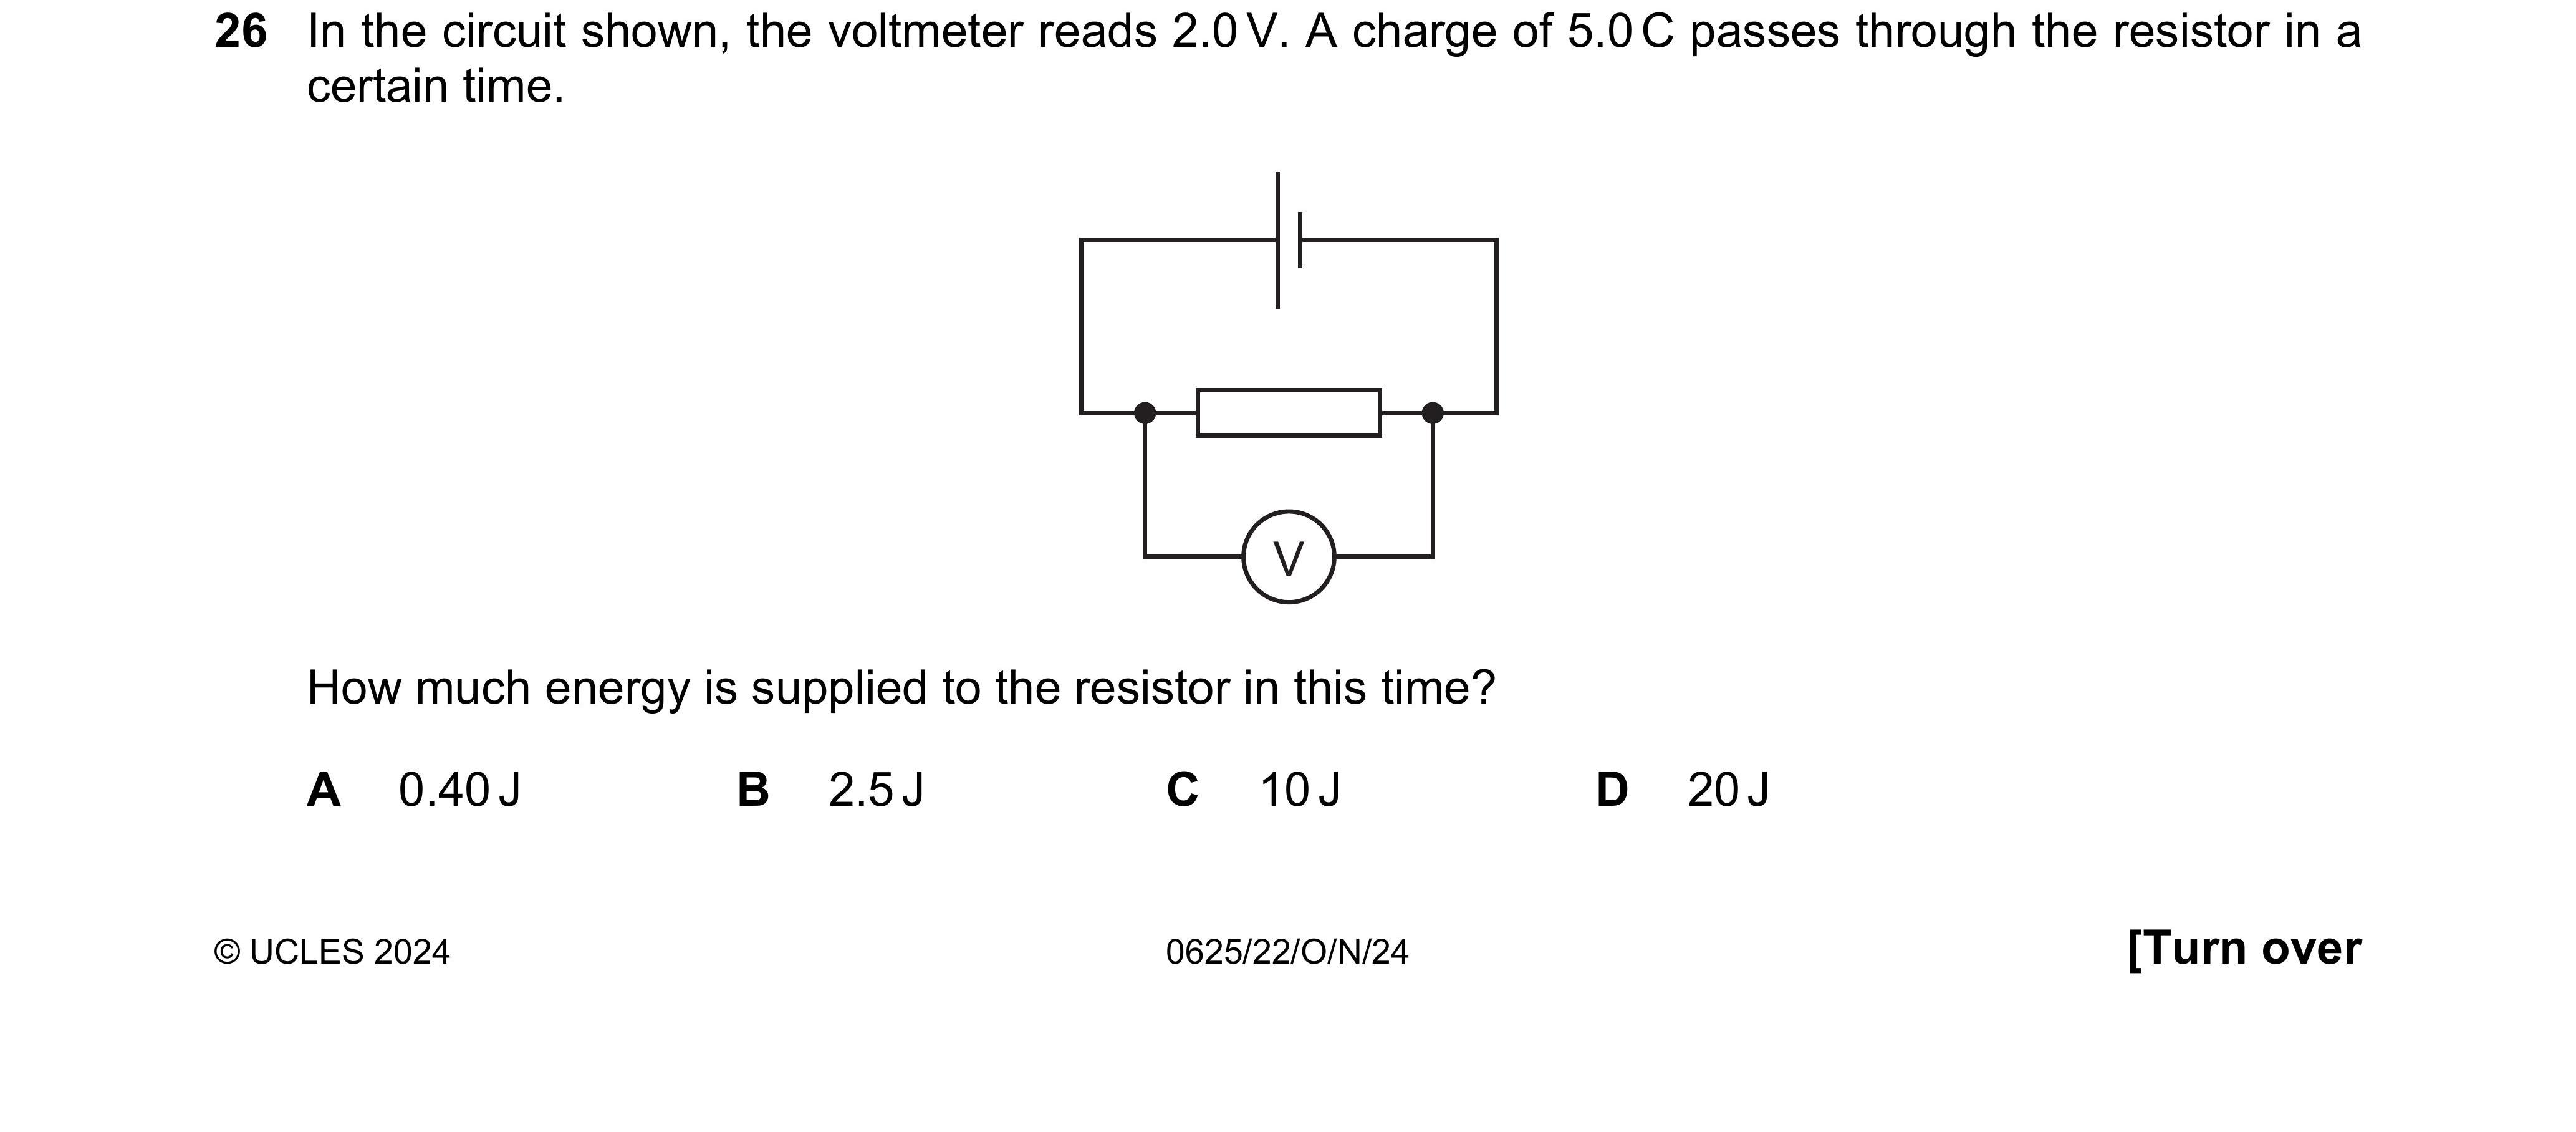 26 In the circuit shown, the voltmeter reads 2.0 V. A charge of 5.0 C passes through the resistor in a
certain time.
V
How much energy is supplied to the resistor in this time?
A 0.40 J B 2.5 J C 10 J D 20 J
© UCLES 2024 0625/22/O/N/24 [Turn over